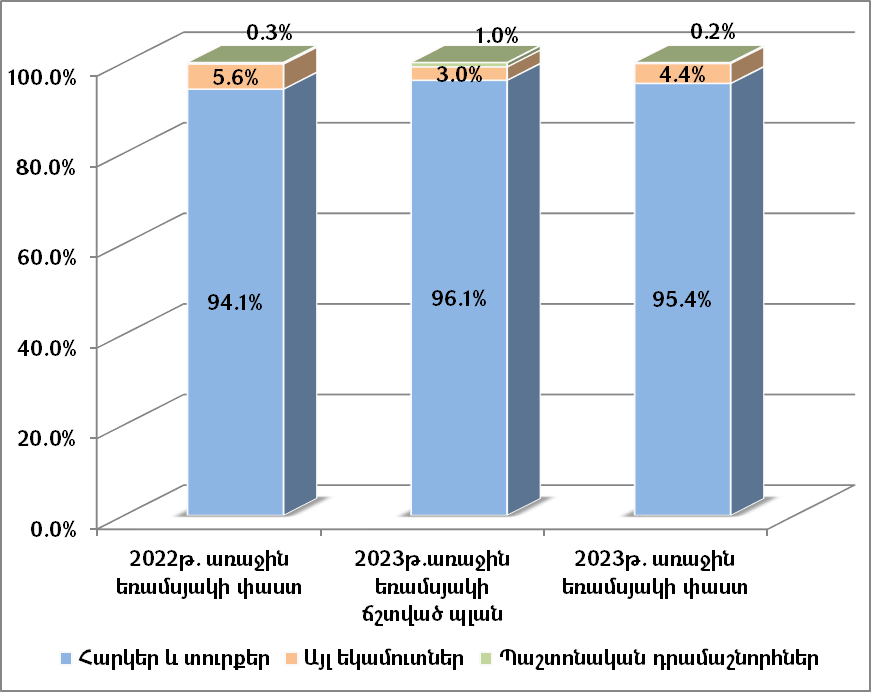 0.3%
1.0%
0.2%
100.0%
5.6%
3.0%
4.4%
80.0%
60.0%
94.1%
96.1%
95.4%
40.0%
20.0%
0.0%
2022թ. առաջին եռամսյակի փաստ
2023թ.առաջին եռամսյակի ճշտված պլան
2023թ. առաջին եռամսյակի փաստ
Հարկեր և տուրքեր
Այլ եկամուտներ
Պաշտոնական դրամաշնորհներ